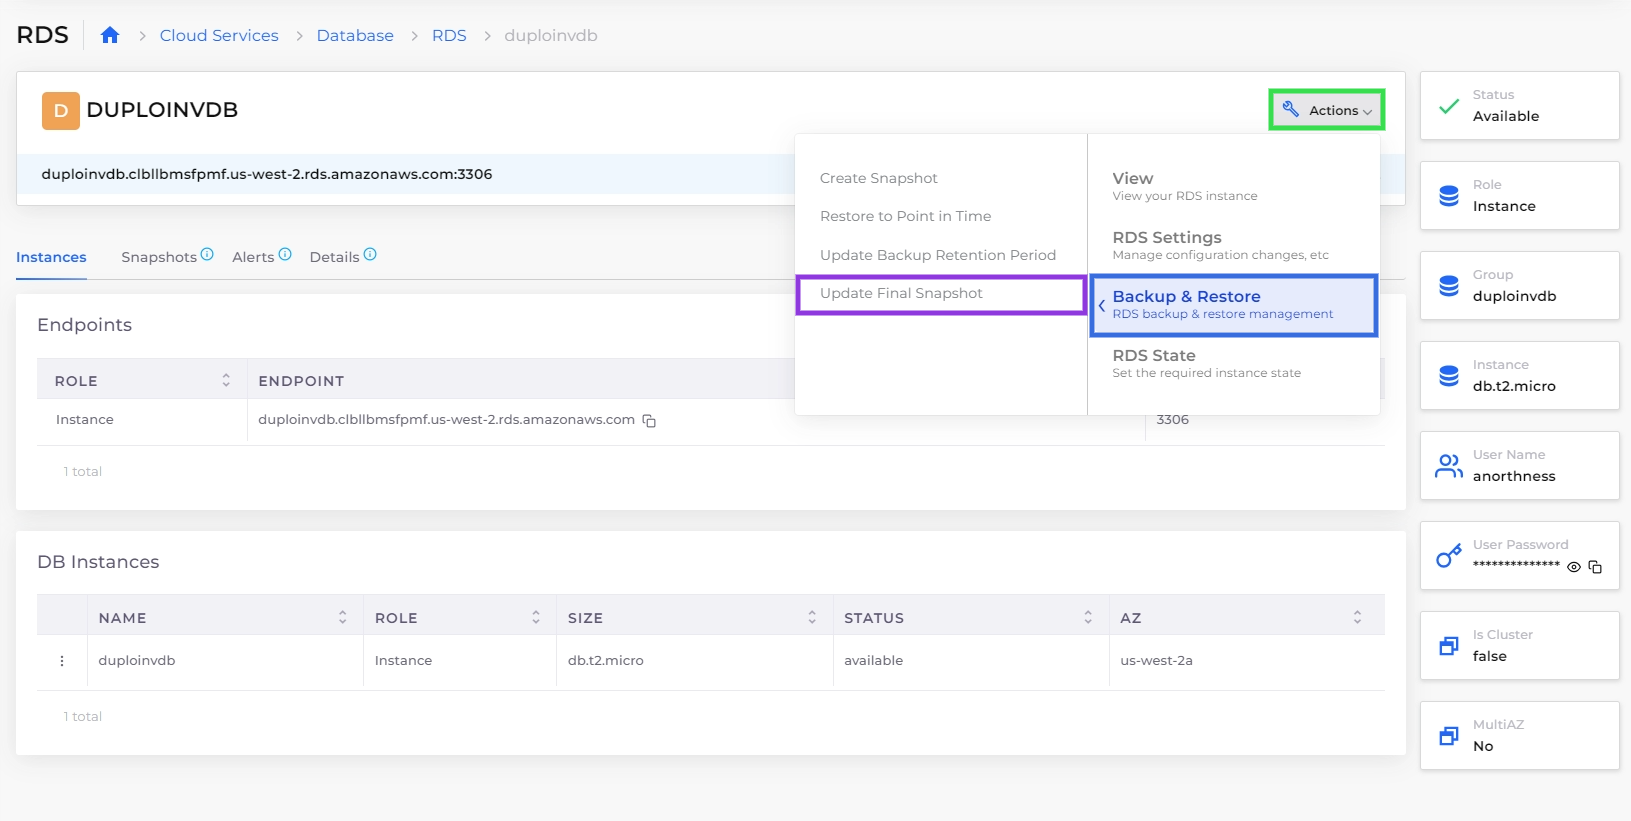 RDS
Cloud Services
Database
RDS
duploinvdb
D
DUPLOINVDB
Actions
duploinvdb.clbllbmsfpmf.us-west-2.rds.amazonaws.com:3306
Create Snapshot
Restore to Point in Time
Update Backup Retention Period
Update Final Snapshot
View
View your RDS instance
RDS Settings
Manage configuration changes, etc
Backup & Restore
RDS backup & restore management
RDS State
Set the required instance state
Instances
Snapshots
Alerts
Details
Endpoints
ROLE
ENDPOINT
Instance
duploinvdb.clbllbmsfpmf.us-west-2.rds.amazonaws.com
3306
1 total
DB Instances
NAME
ROLE
SIZE
STATUS
AZ
duploinvdb
Instance
db.t2.micro
available
us-west-2a
1 total
Status
Available
Role
Instance
Group
duploinvdb
Instance
db.t2.micro
User Name
anorthness
User Password
**************
Is Cluster
false
MultiAZ
No